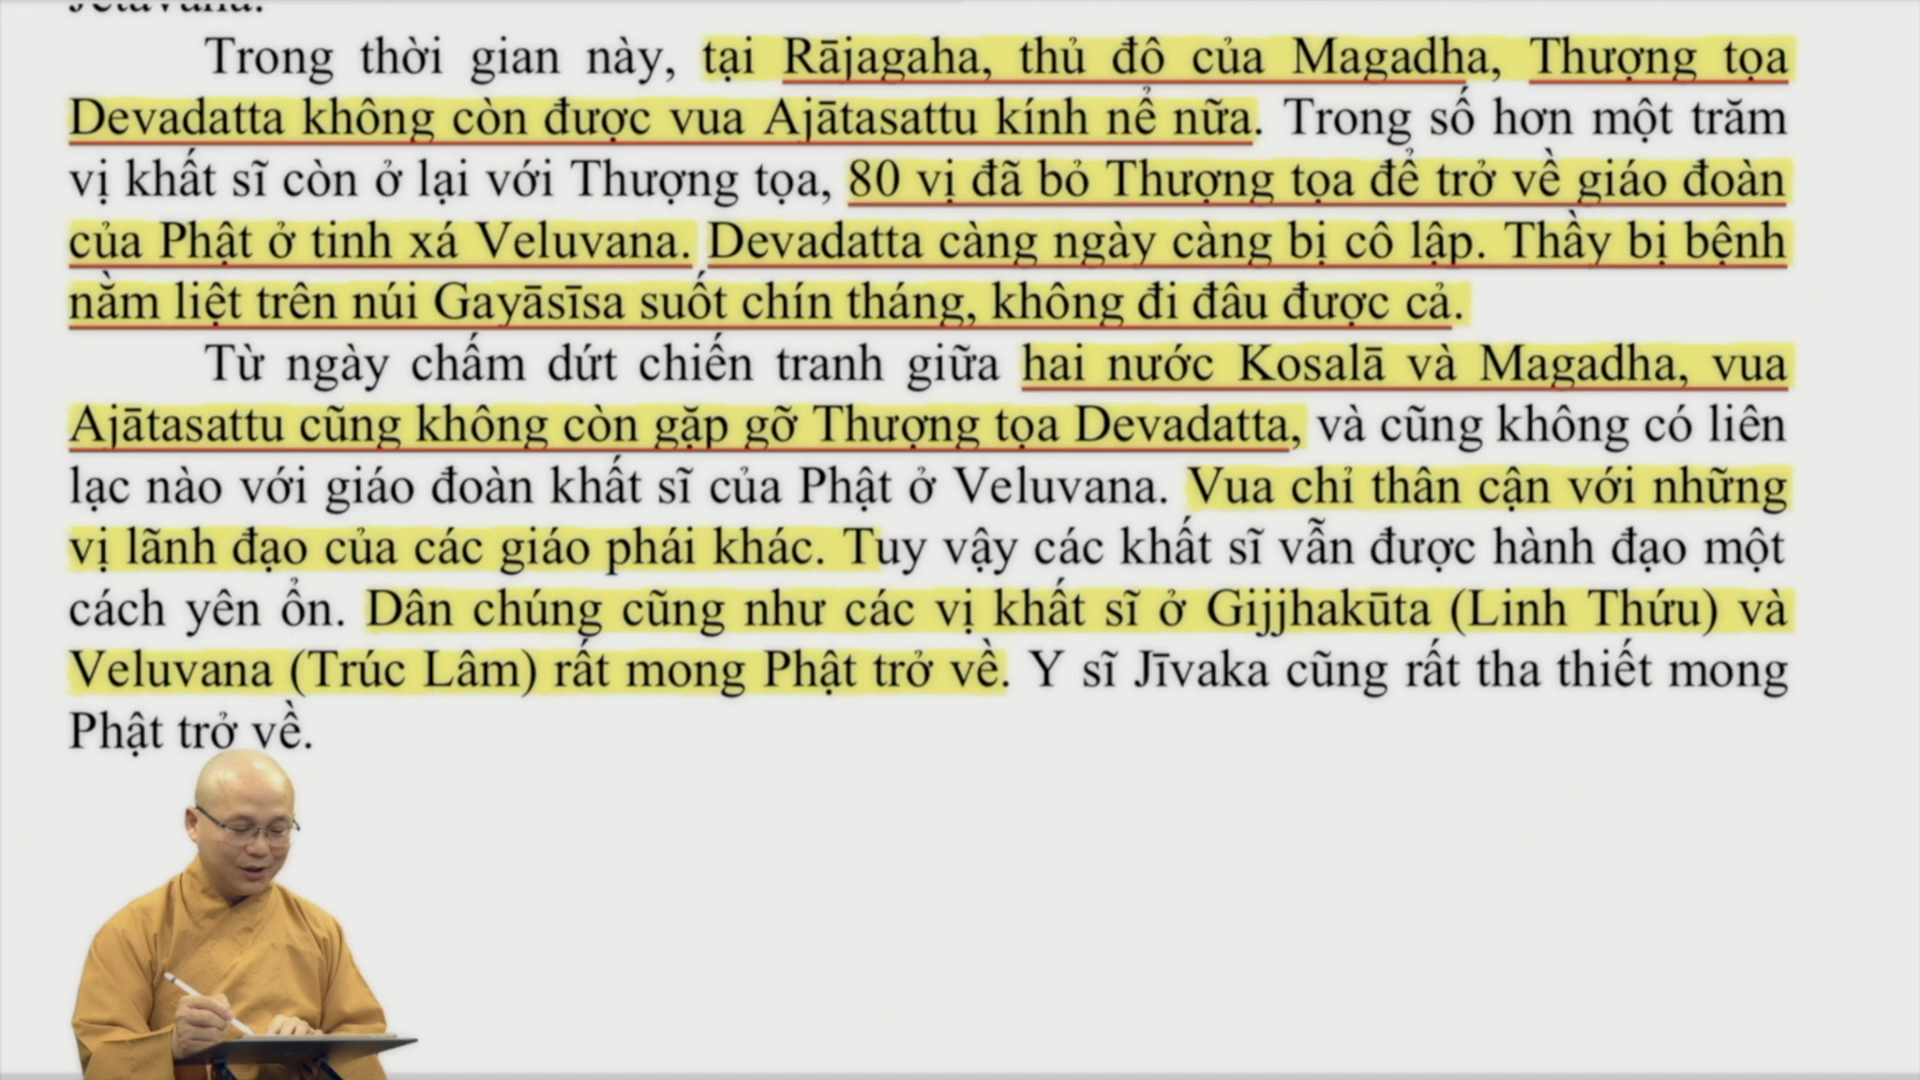 Jetavana.
Trong thời gian này, tại Rājagaha, thủ đô của Magadha, Thượng tọa
Devadatta không còn được vua Ajātasattu kính nể nữa. Trong số hơn một trăm
vị khất sĩ còn ở lại với Thượng tọa, 80 vị đã bỏ Thượng tọa để trở về giáo đoàn
của Phật ở tinh xá Veluvana. Devadatta càng ngày càng bị cô lập. Thầy bị bệnh
nằm liệt trên núi Gayāsīsa suốt chín tháng, không đi đâu được cả.
Từ ngày chấm dứt chiến tranh giữa hai nước Kosalā và Magadha, vua
Ajātasattu cũng không còn gặp gỡ Thượng tọa Devadatta, và cũng không có liên
lạc nào với giáo đoàn khất sĩ của Phật ở Veluvana. Vua chỉ thân cận với những
vị lãnh đạo của các giáo phái khác. Tuy vậy các khất sĩ vẫn được hành đạo một
cách yên ổn. Dân chúng cũng như các vị khất sĩ ở Gijjhakūta (Linh Thứu) và
Veluvana (Trúc Lâm) rất mong Phật trở về. Y sĩ Jīvaka cũng rất tha thiết mong
Phật trở về.